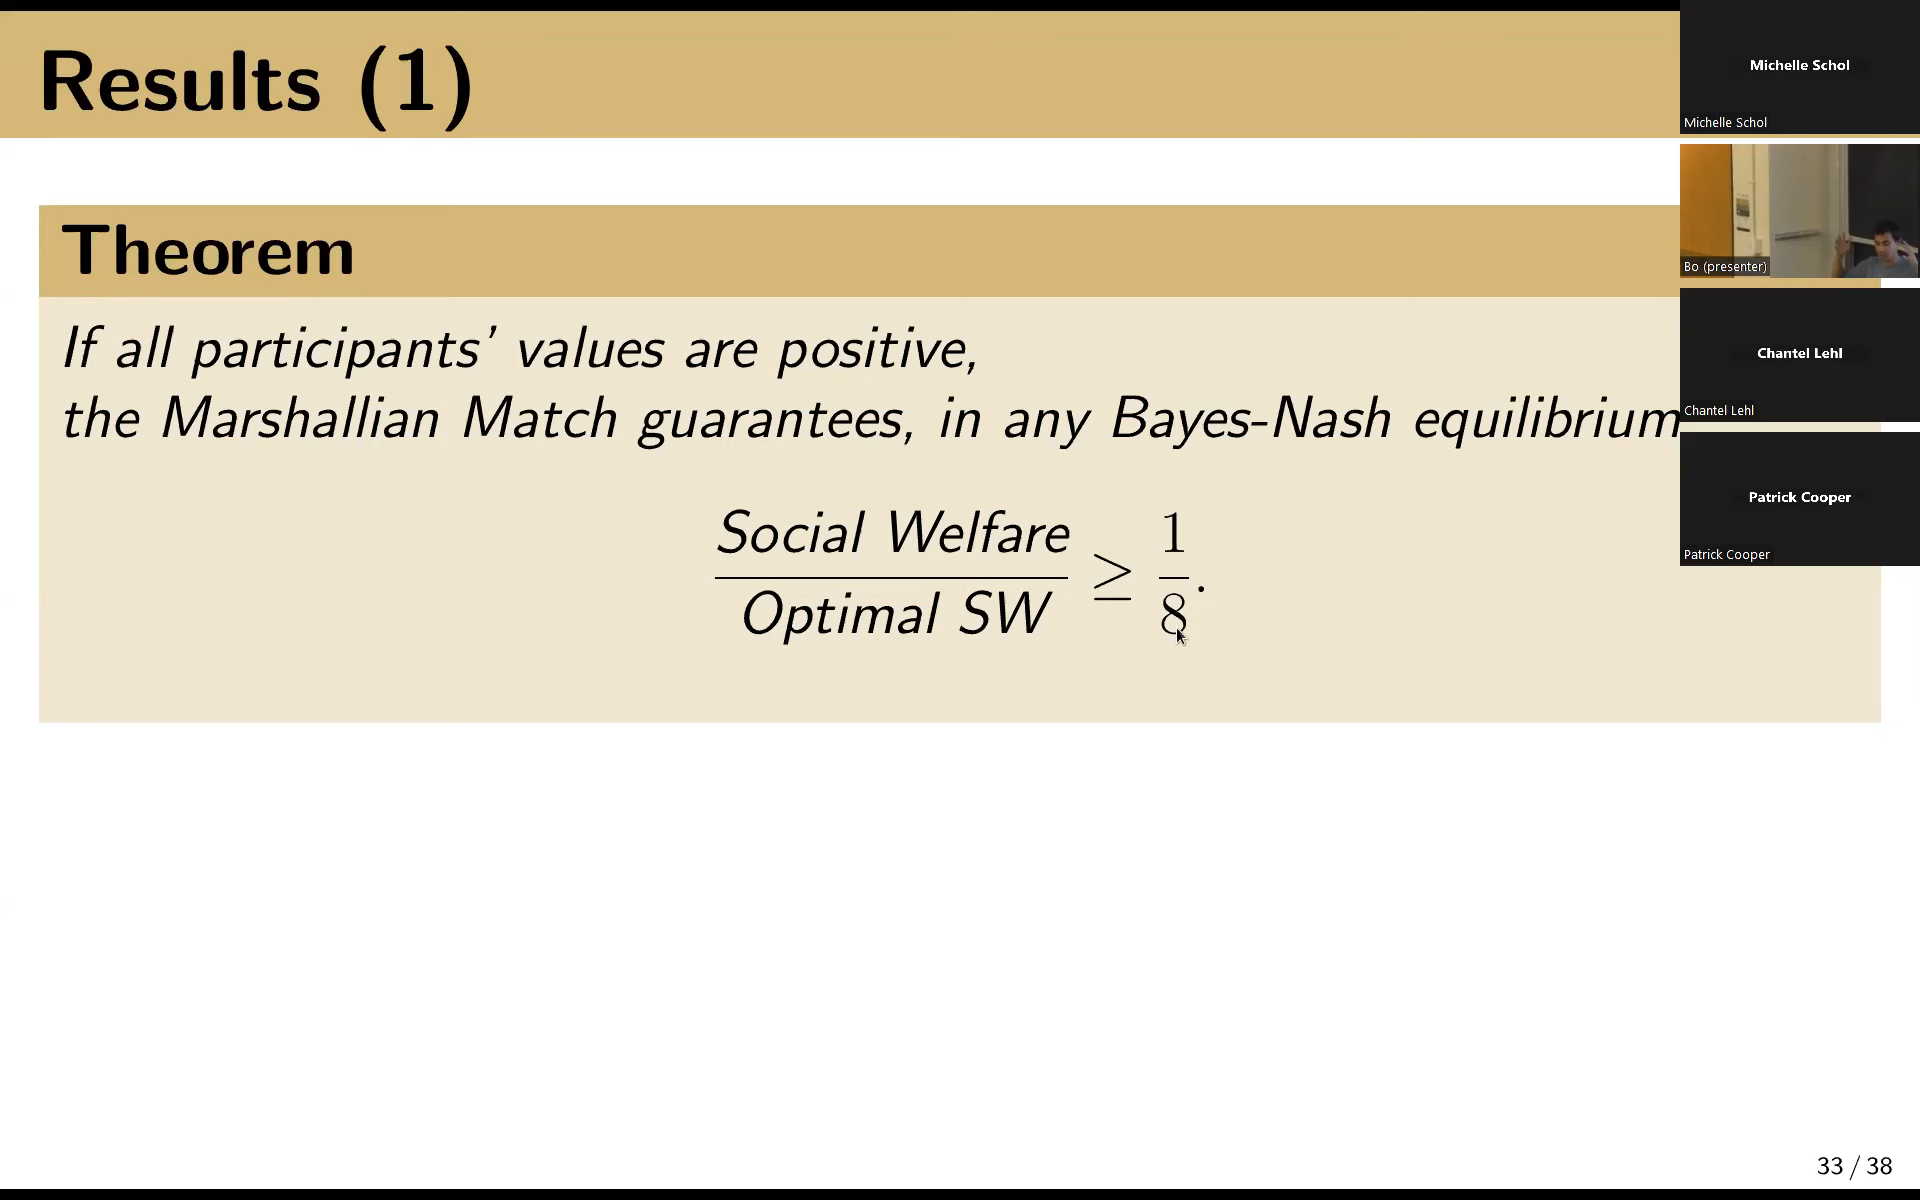 Results (1)
Theorem
If all participants' values are positive,
the Marshallian Match guarantees, in any Bayes-Nash equilibrium
Social Welfare
Optimal SW
≥
1
8
.
33 / 38
Michelle Schol
Michelle Schol
Bo (presenter)
Chantel Lehl
Chantel Lehl
Patrick Cooper
Patrick Cooper